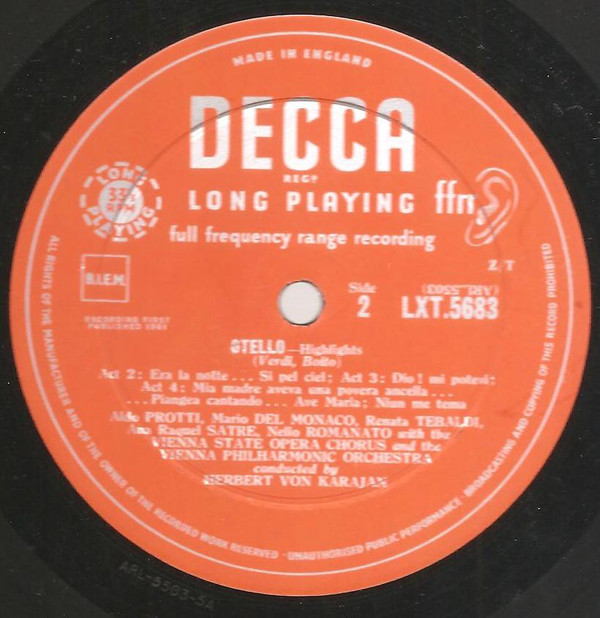 MADE IN ENGLAND
DECCA
REGD
LONG PLAYING
33⅓
LONG PLAYING ffrr
full frequency range recording
Z/T
B.I.E.M.
RECORDING FIRST
PUBLISHED 1961
Side
2
(ARL.5583)
LXT.5683
OTELLO—Highlights
(Verdi, Boito)
Act 2: Era la notte... Si pel ciel; Act 3: Dio! mi potevi;
Act 4: Mia madre aveva una povera ancella...
...Piangea cantando... Ave Maria; Niun me tema
Aldo PROTTI, Mario DEL MONACO, Renata TEBALDI,
Ana Raquel SATRE, Nello ROMANATO with the
VIENNA STATE OPERA CHORUS and the
VIENNA PHILHARMONIC ORCHESTRA
conducted by
HERBERT VON KARAJAN
ALL RIGHTS OF THE MANUFACTURER AND OF THE OWNER OF THE RECORDED WORK RESERVED · UNAUTHORISED PUBLIC PERFORMANCE · BROADCASTING AND COPYING OF THIS RECORD PROHIBITED
ARL-5583-3A